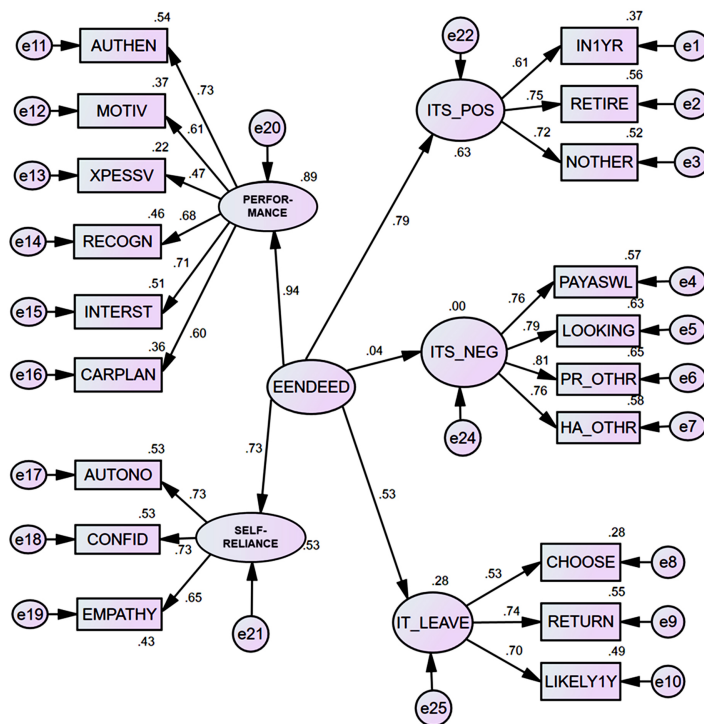 .54
e11
AUTHEN
.73
.37
e12
MOTIV
.61
.22
e13
XPESSV
.47
.46
e14
RECOGN
.68
.51
e15
INTERST
.71
.36
e16
CARPLAN
.60
e20
PERFOR-
MANCE
.89
.94
EENDEED
.73
.53
e17
AUTONO
.73
.53
e18
CONFID
.73
e19
EMPATHY
.65
.43
SELF-
RELIANCE
.53
e21
e22
ITS_POS
.63
.79
.37
.61
IN1YR
e1
.56
.75
RETIRE
e2
.52
.72
NOTHER
e3
.04
.00
ITS_NEG
e24
.57
.76
PAYASWL
e4
.63
.79
LOOKING
e5
.65
.81
PR_OTHR
e6
.58
.76
HA_OTHR
e7
.53
.28
IT_LEAVE
e25
.28
.53
CHOOSE
e8
.55
.74
RETURN
e9
.49
.70
LIKELY1Y
e10